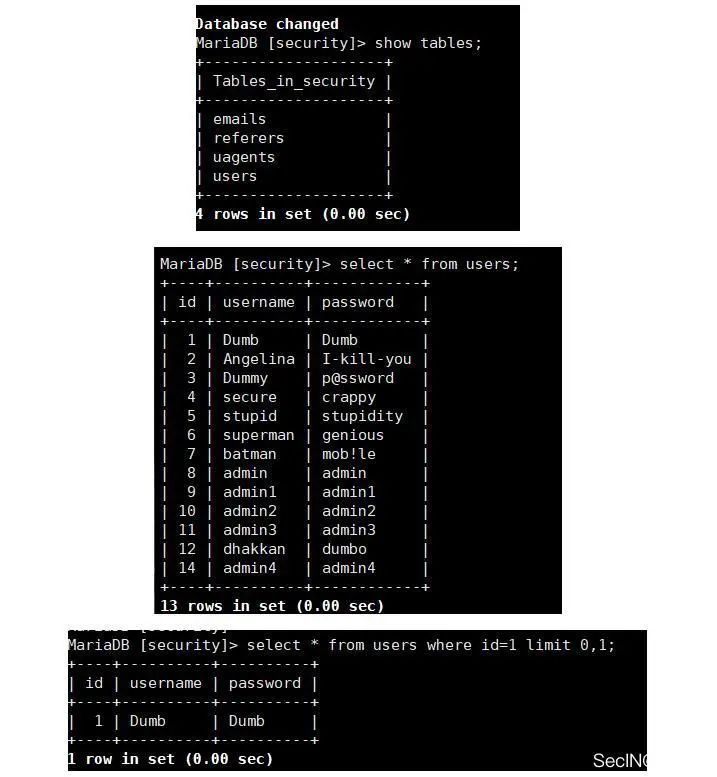 Database changed
MariaDB [security]> show tables;
+--------------------+
| Tables_in_security |
+--------------------+
| emails             |
| referers           |
| uagents            |
| users              |
+--------------------+
4 rows in set (0.00 sec)
MariaDB [security]> select * from users;
+----+----------+------------+
| id | username | password   |
+----+----------+------------+
|  1 | Dumb     | Dumb       |
|  2 | Angelina | I-kill-you |
|  3 | Dummy    | p@ssword   |
|  4 | secure   | crappy     |
|  5 | stupid   | stupidity  |
|  6 | superman | genious    |
|  7 | batman   | mob!le     |
|  8 | admin    | admin      |
|  9 | admin1   | admin1     |
| 10 | admin2   | admin2     |
| 11 | admin3   | admin3     |
| 12 | dhakkan  | dumbo      |
| 14 | admin4   | admin4     |
+----+----------+------------+
13 rows in set (0.00 sec)
MariaDB [security]> select * from users where id=1 limit 0,1;
+----+----------+----------+
| id | username | password |
+----+----------+----------+
|  1 | Dumb     | Dumb     |
+----+----------+----------+
1 row in set (0.00 sec)